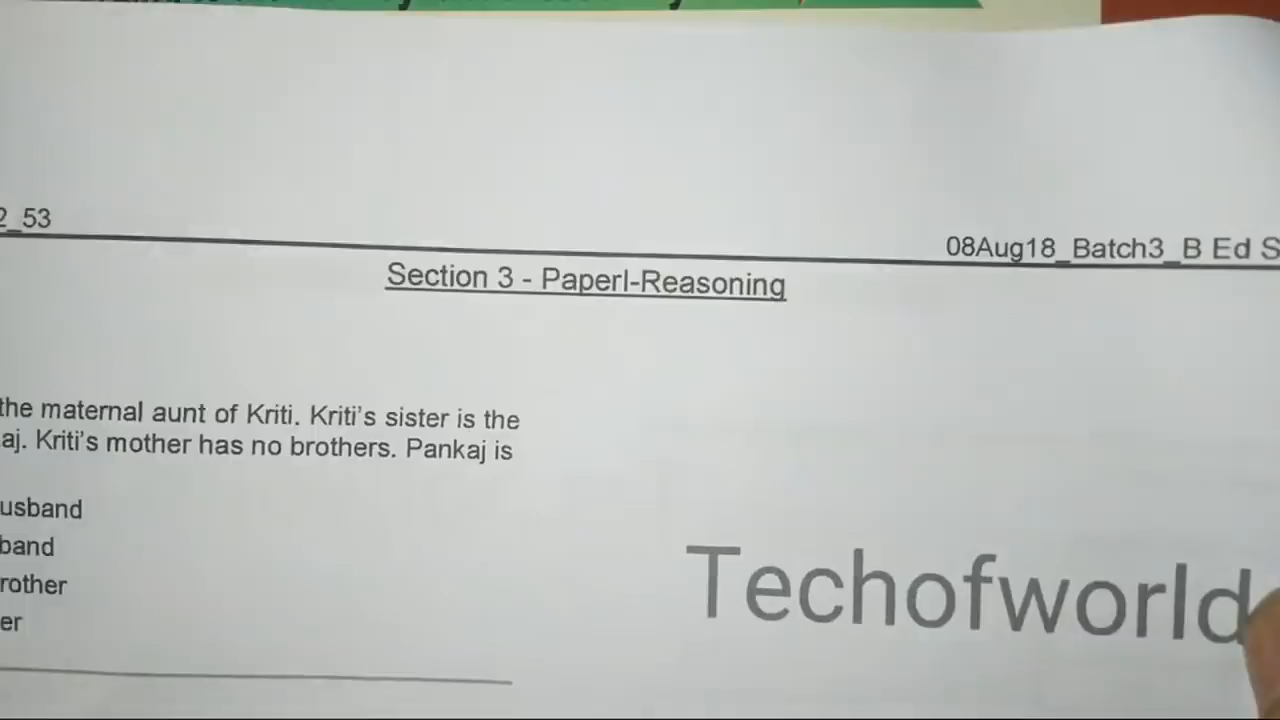 2_53
08Aug18_Batch3_B Ed S
Section 3 - PaperI-Reasoning
the maternal aunt of Kriti. Kriti's sister is the
aj. Kriti's mother has no brothers. Pankaj is
usband
band
rother
er
Techofworld